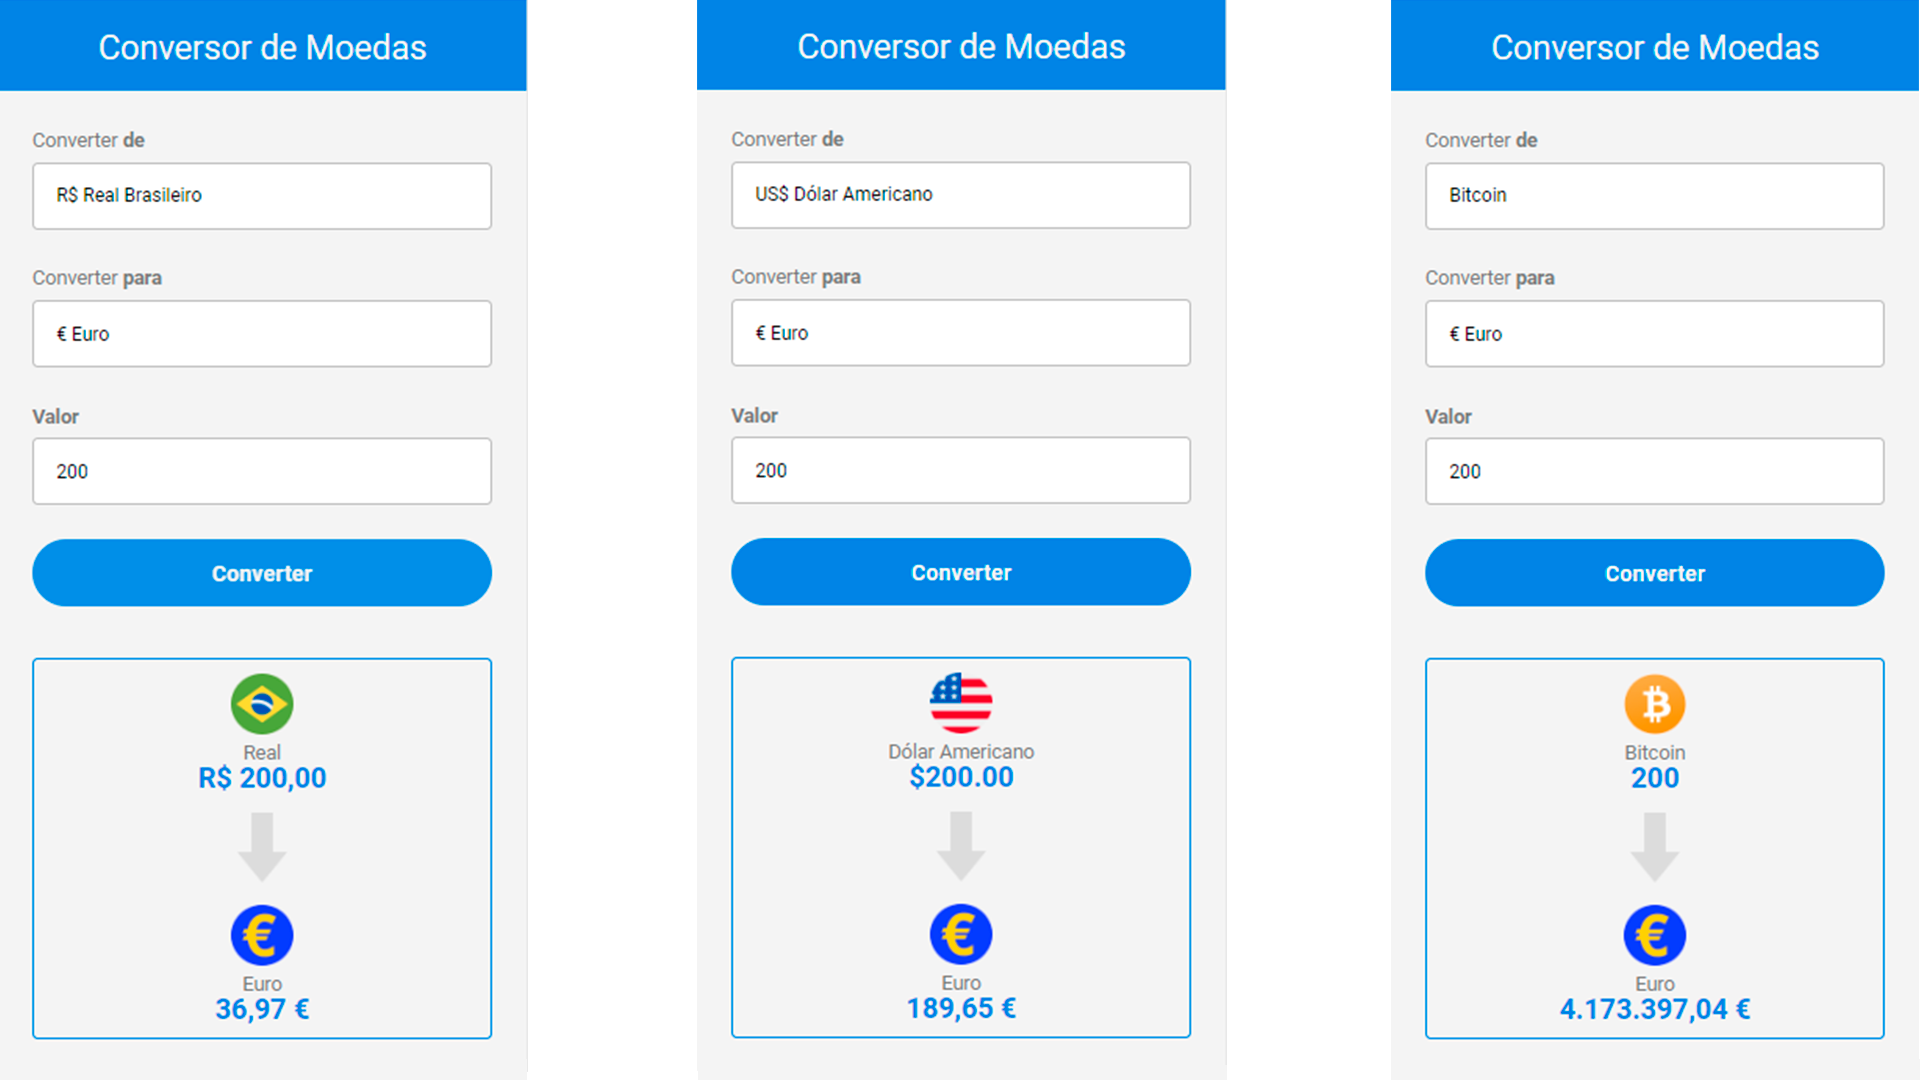 Conversor de Moedas
Converter de
R$ Real Brasileiro
Converter para
€ Euro
Valor
200
Converter
Real
R$ 200,00
€
Euro
36,97 €
Conversor de Moedas
Converter de
US$ Dólar Americano
Converter para
€ Euro
Valor
200
Converter
Dólar Americano
$200.00
€
Euro
189,65 €
Conversor de Moedas
Converter de
Bitcoin
Converter para
€ Euro
Valor
200
Converter
Bitcoin
200
€
Euro
4.173.397,04 €